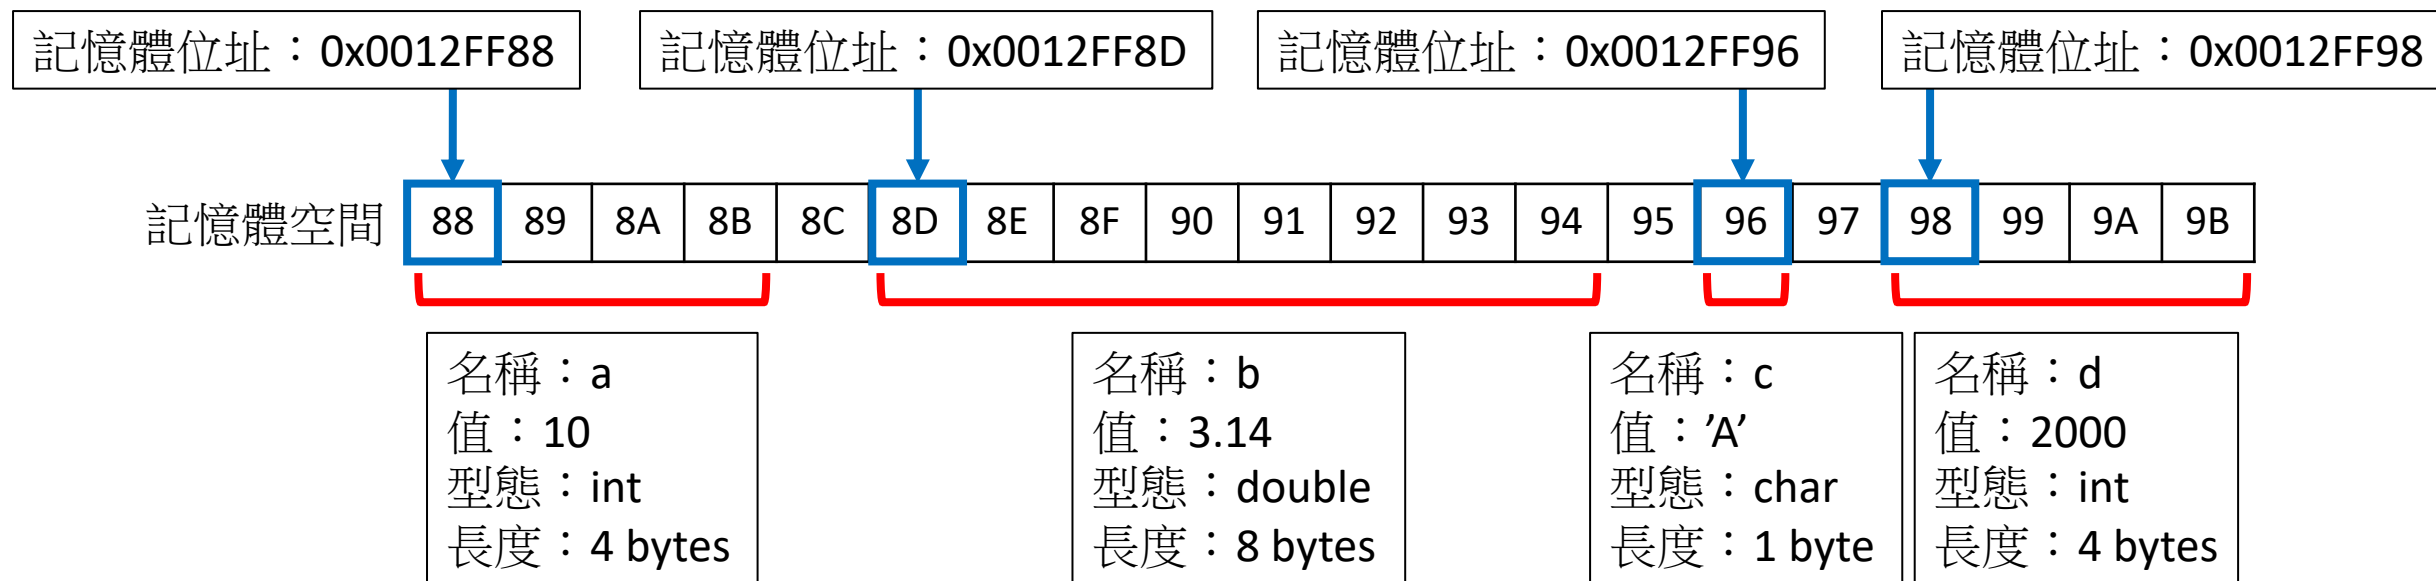 記憶體位址：0x0012FF88
記憶體位址：0x0012FF8D
記憶體位址：0x0012FF96
記憶體位址：0x0012FF98
記憶體空間 88 89 8A 8B 8C 8D 8E 8F 90 91 92 93 94 95 96 97 98 99 9A 9B
名稱：a
值：10
型態：int
長度：4 bytes
名稱：b
值：3.14
型態：double
長度：8 bytes
名稱：c
值：’A’
型態：char
長度：1 byte
名稱：d
值：2000
型態：int
長度：4 bytes